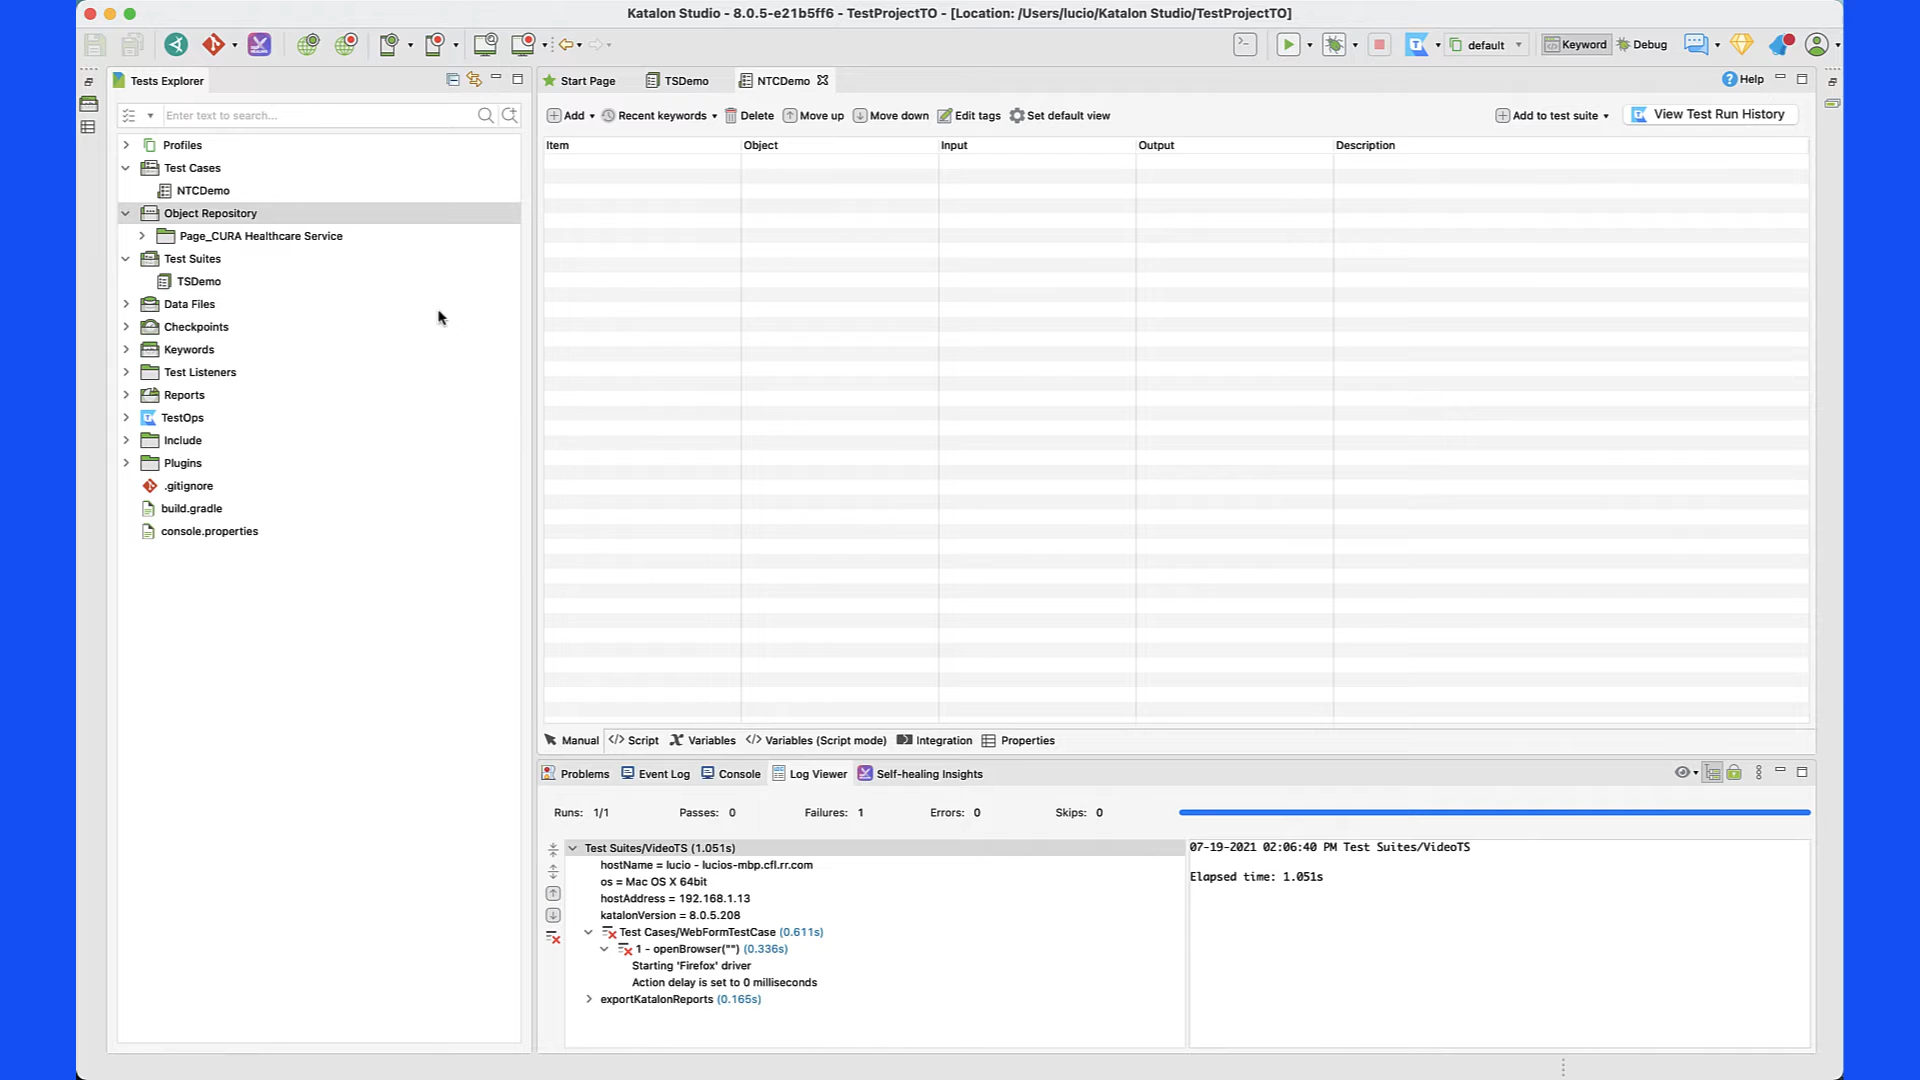 Katalon Studio - 8.0.5-e21b5ff6 - TestProjectTO - [Location: /Users/lucio/Katalon Studio/TestProjectTO]
default
Keyword
Debug
Tests Explorer
Start Page
TSDemo
NTCDemo
Help
Enter text to search...
Add
Recent keywords
Delete
Move up
Move down
Edit tags
Set default view
Add to test suite
View Test Run History
Item
Object
Input
Output
Description
Profiles
Test Cases
NTCDemo
Object Repository
Page_CURA Healthcare Service
Test Suites
TSDemo
Data Files
Checkpoints
Keywords
Test Listeners
Reports
TestOps
Include
Plugins
.gitignore
build.gradle
console.properties
Manual
Script
Variables
Variables (Script mode)
Integration
Properties
Problems
Event Log
Console
Log Viewer
Self-healing Insights
Runs: 1/1
Passes: 0
Failures: 1
Errors: 0
Skips: 0
Test Suites/VideoTS (1.051s)
hostName = lucio - lucios-mbp.cfl.rr.com
os = Mac OS X 64bit
hostAddress = 192.168.1.13
katalonVersion = 8.0.5.208
Test Cases/WebFormTestCase (0.611s)
1 - openBrowser("") (0.336s)
Starting 'Firefox' driver
Action delay is set to 0 milliseconds
exportKatalonReports (0.165s)
07-19-2021 02:06:40 PM Test Suites/VideoTS
Elapsed time: 1.051s